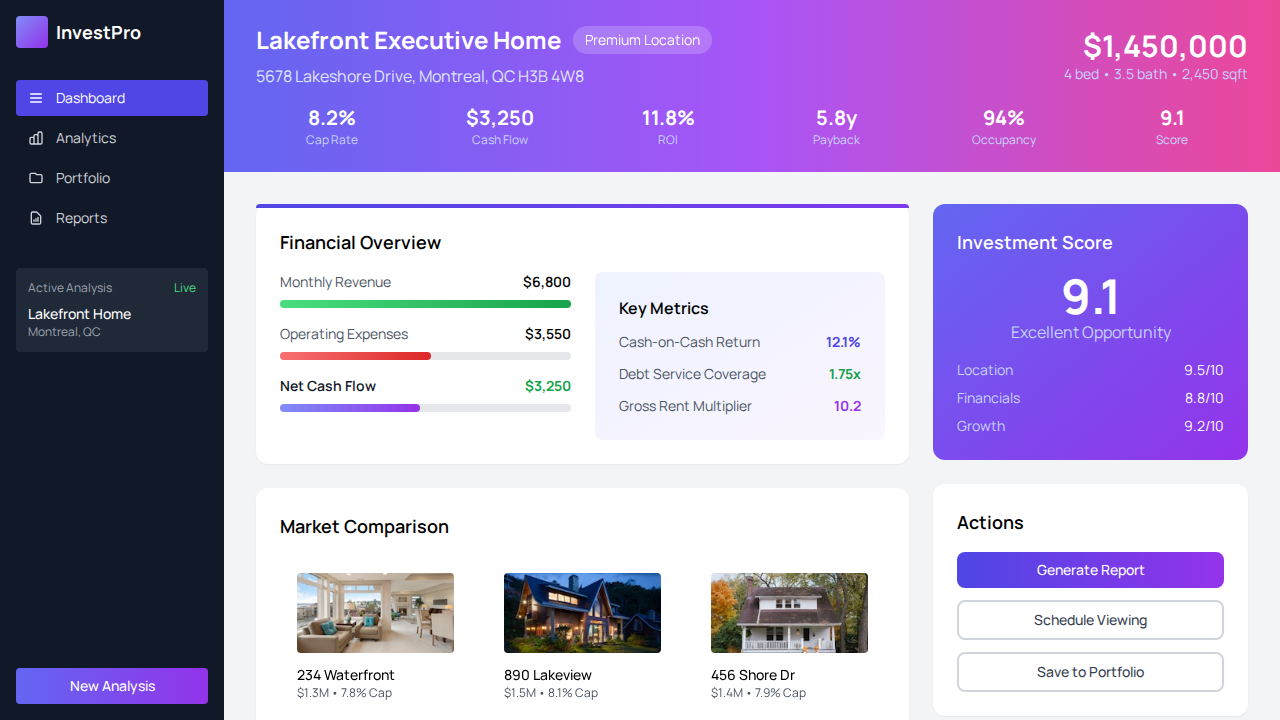 InvestPro
Dashboard
Analytics
Portfolio
Reports
Active Analysis Live
Lakefront Home
Montreal, QC
New Analysis
Lakefront Executive Home Premium Location
5678 Lakeshore Drive, Montreal, QC H3B 4W8
$1,450,000
4 bed • 3.5 bath • 2,450 sqft
8.2% $3,250 11.8% 5.8y 94% 9.1
Cap Rate Cash Flow ROI Payback Occupancy Score
Financial Overview
Monthly Revenue $6,800
Operating Expenses $3,550
Net Cash Flow $3,250
Key Metrics
Cash-on-Cash Return 12.1%
Debt Service Coverage 1.75x
Gross Rent Multiplier 10.2
Investment Score
9.1
Excellent Opportunity
Location 9.5/10
Financials 8.8/10
Growth 9.2/10
Market Comparison
234 Waterfront 890 Lakeview 456 Shore Dr
$1.3M • 7.8% Cap $1.5M • 8.1% Cap $1.4M • 7.9% Cap
Actions
Generate Report
Schedule Viewing
Save to Portfolio